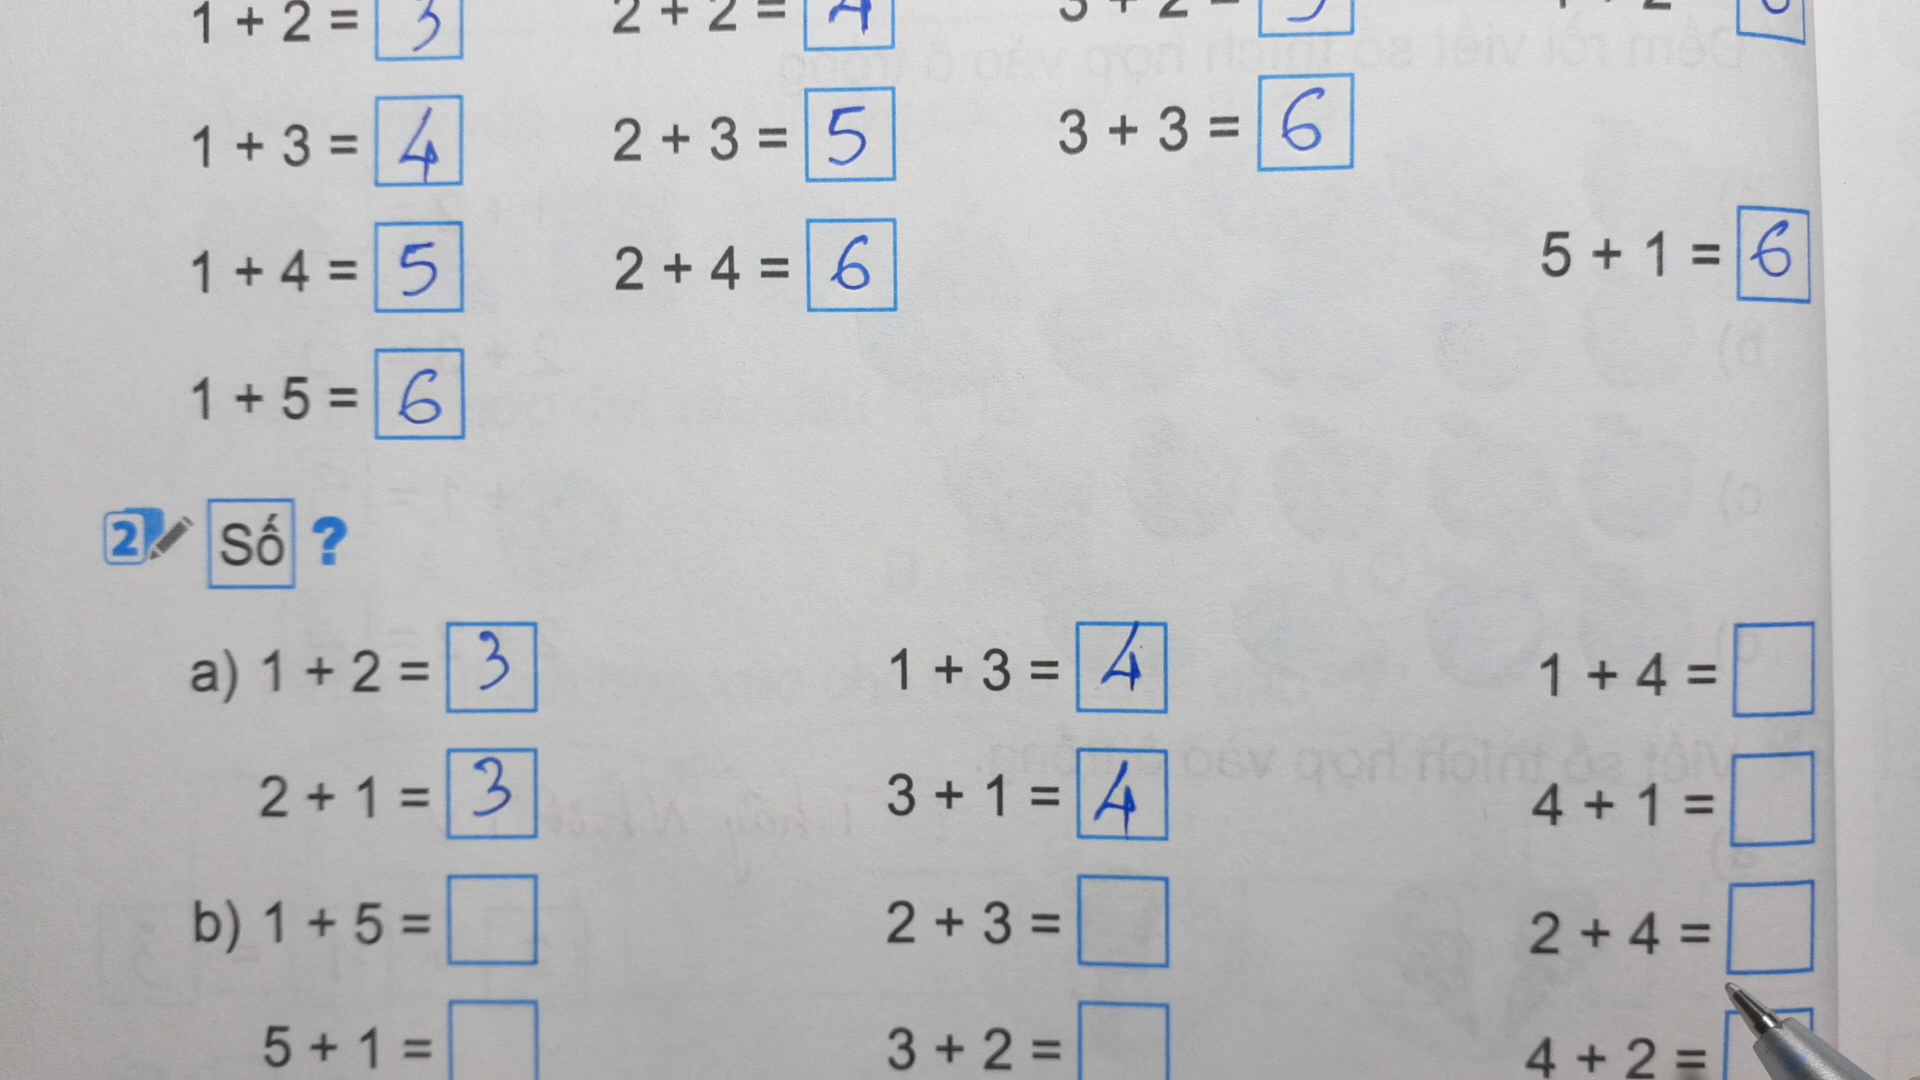 1 + 2 = 3 2 + 2 = 4 3 + 2 = 5
1 + 3 = 4 2 + 3 = 5 3 + 3 = 6
1 + 4 = 5 2 + 4 = 6 5 + 1 = 6
1 + 5 = 6
2 Số ?
a) 1 + 2 = 3 1 + 3 = 4 1 + 4 =
2 + 1 = 3 3 + 1 = 4 4 + 1 =
b) 1 + 5 = 2 + 3 = 2 + 4 =
5 + 1 = 3 + 2 = 4 + 2 =